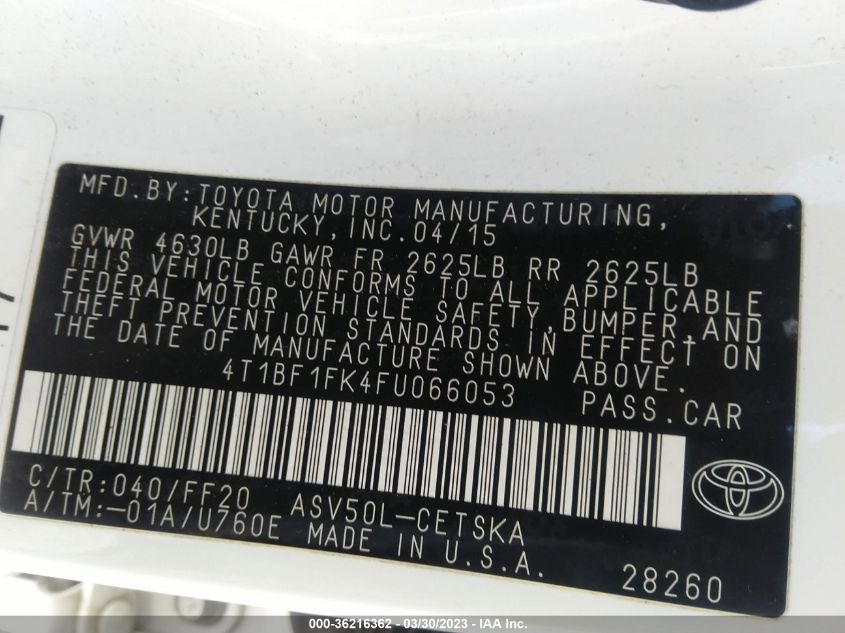 MFD. BY: TOYOTA MOTOR MANUFACTURING,
KENTUCKY, INC. 04/15
GVWR 4630LB GAWR FR 2625LB RR 2625LB
THIS VEHICLE CONFORMS TO ALL APPLICABLE
FEDERAL MOTOR VEHICLE SAFETY, BUMPER, AND
THEFT PREVENTION STANDARDS IN EFFECT ON
THE DATE OF MANUFACTURE SHOWN ABOVE.
4T1BF1FK4FU066053 PASS. CAR
C/TR: 040/FF20 ASV50L-CETSKA
A/TM: -01A/U760E MADE IN U.S.A.
28260
000-36216362 - 03/30/2023 - IAA Inc.